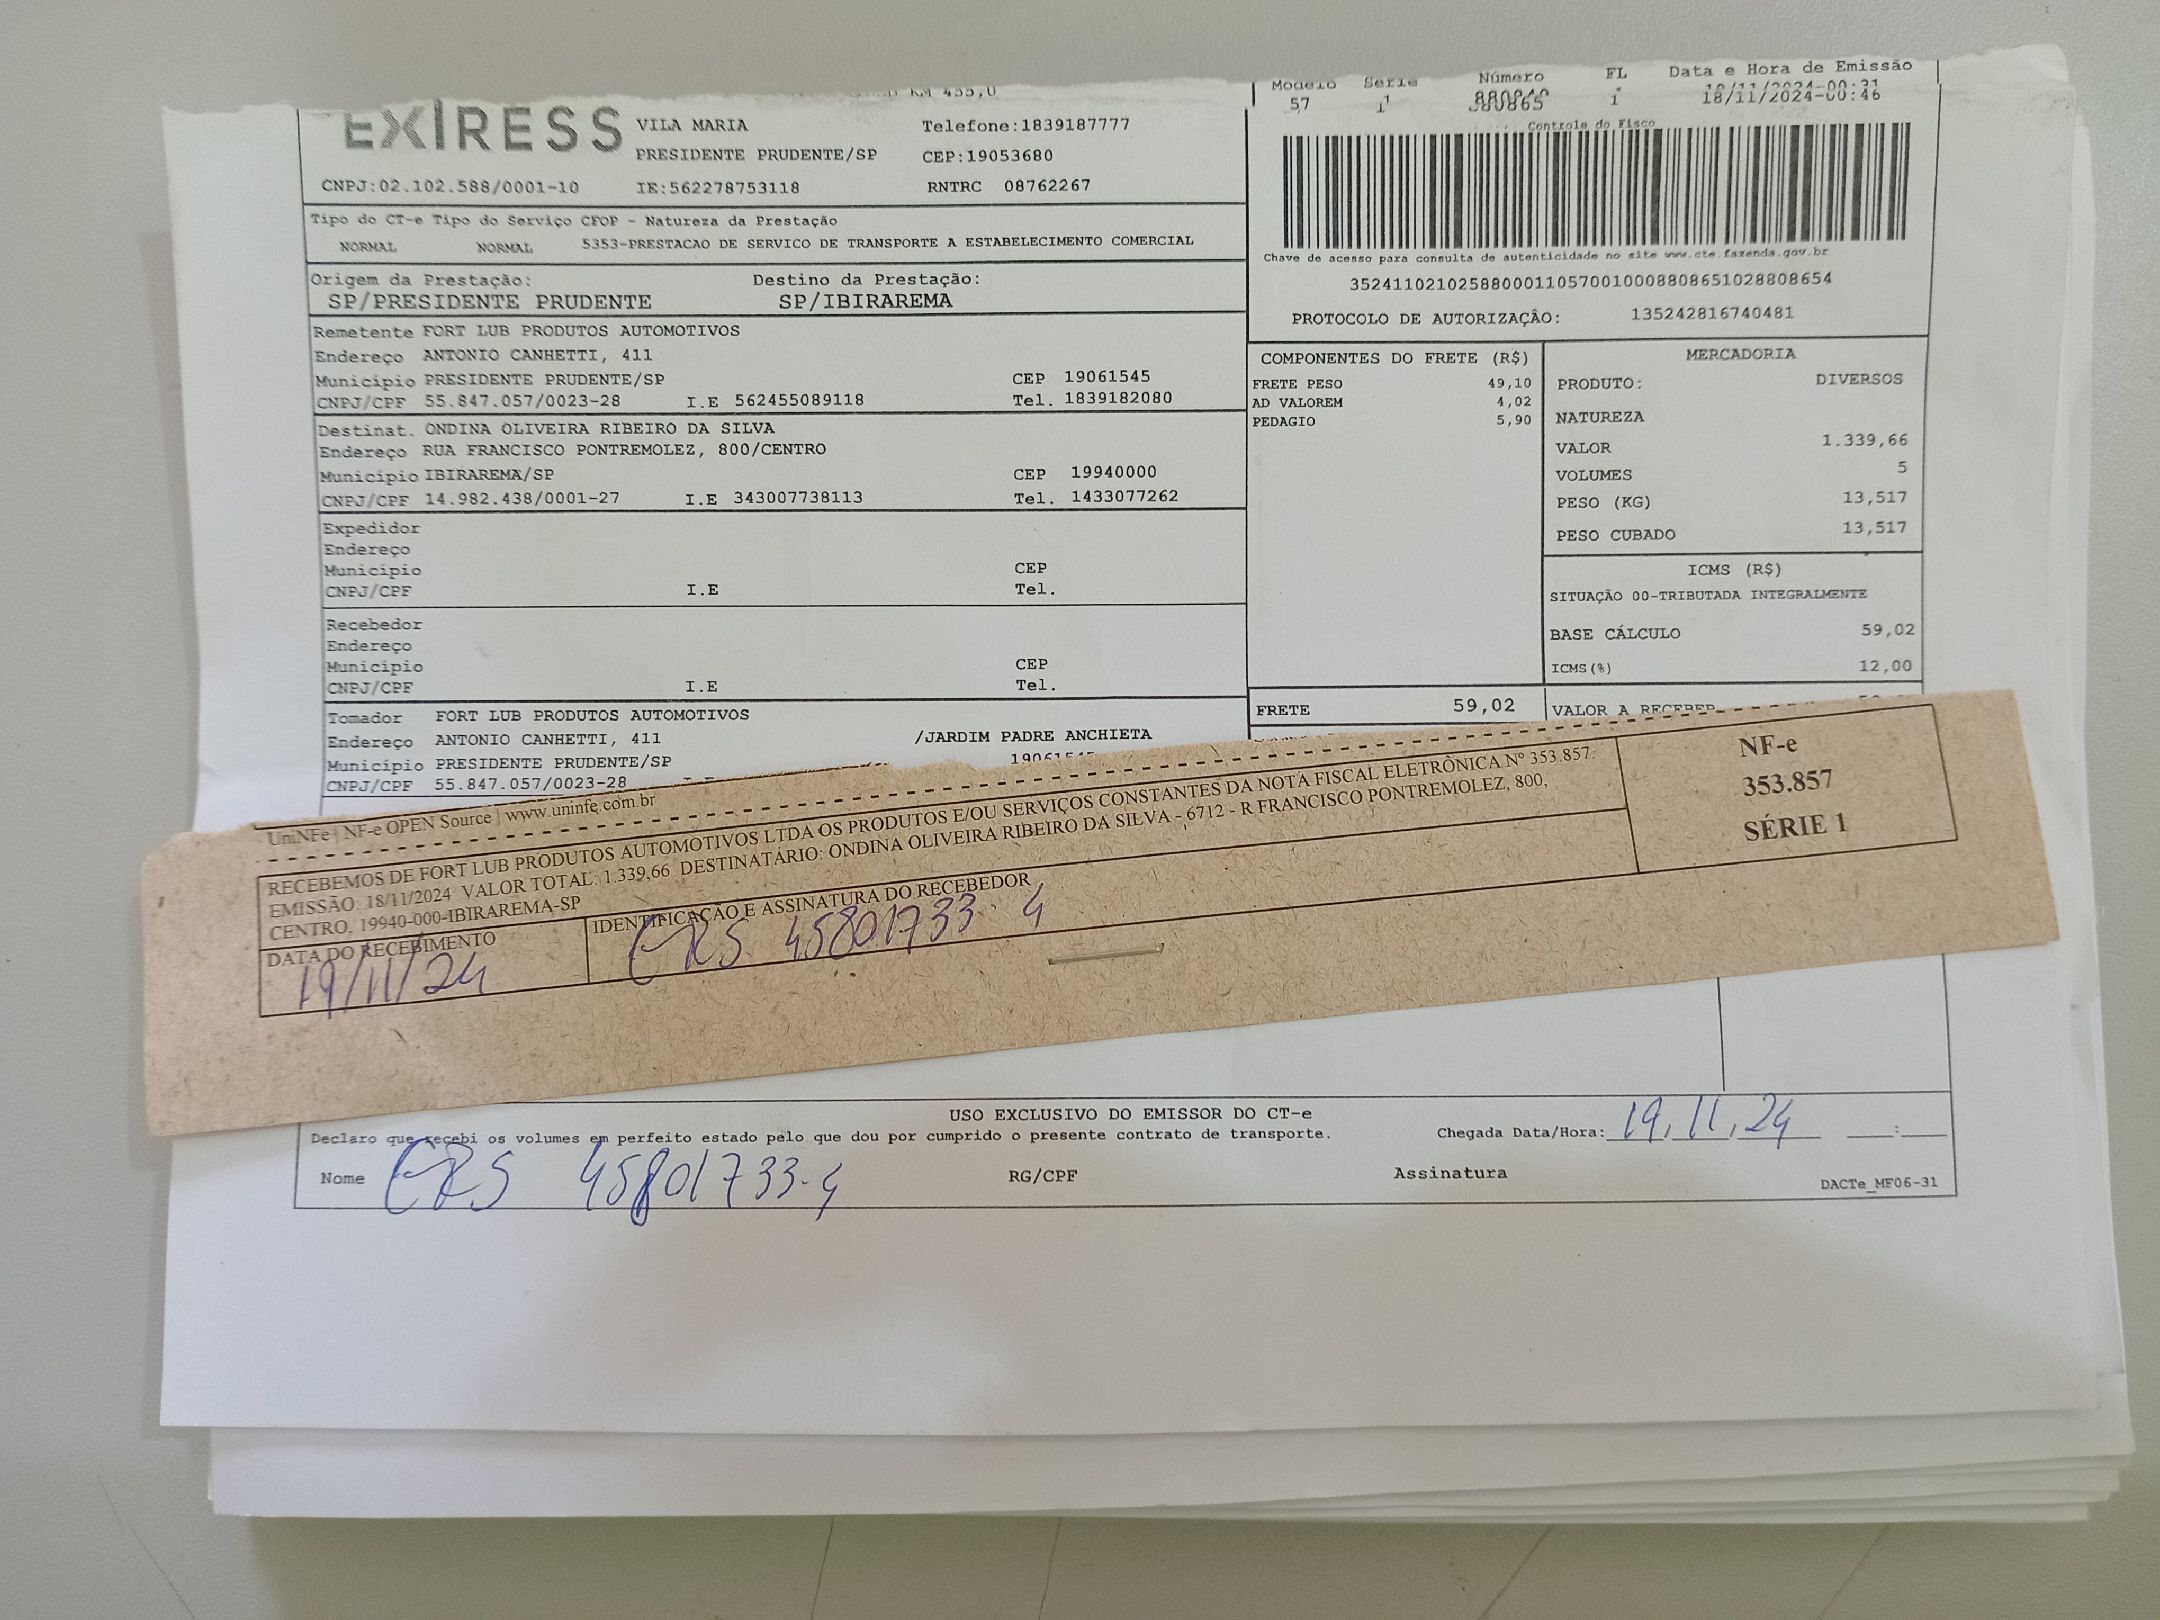 KM 455,0
Modelo Serie Número FL Data e Hora de Emissão
57 1 880865 1 18/11/2024-00:46
EXPRESS VILA MARIA Telefone:1839187777
PRESIDENTE PRUDENTE/SP CEP:19053680
CNPJ:02.102.588/0001-10 IE:562278753118 RNTRC 08762267
Controle do Fisco
Tipo do CT-e Tipo do Serviço CFOP - Natureza da Prestação
NORMAL NORMAL 5353-PRESTACAO DE SERVICO DE TRANSPORTE A ESTABELECIMENTO COMERCIAL
Chave de acesso para consulta de autenticidade no site www.cte.fazenda.gov.br
35241102102588000110570010008808651028808654
PROTOCOLO DE AUTORIZAÇÃO: 135242816740481
Origem da Prestação: Destino da Prestação:
SP/PRESIDENTE PRUDENTE SP/IBIRAREMA
Remetente FORT LUB PRODUTOS AUTOMOTIVOS
Endereço ANTONIO CANHETTI, 411
Município PRESIDENTE PRUDENTE/SP CEP 19061545
CNPJ/CPF 55.847.057/0023-28 I.E 562455089118 Tel. 1839182080
Destinat. ONDINA OLIVEIRA RIBEIRO DA SILVA
Endereço RUA FRANCISCO PONTREMOLEZ, 800/CENTRO
Município IBIRAREMA/SP CEP 19940000
CNPJ/CPF 14.982.438/0001-27 I.E 343007738113 Tel. 1433077262
Expedidor
Endereço
Município CEP
CNPJ/CPF I.E Tel.
Recebedor
Endereço
Município CEP
CNPJ/CPF I.E Tel.
Tomador FORT LUB PRODUTOS AUTOMOTIVOS
Endereço ANTONIO CANHETTI, 411 /JARDIM PADRE ANCHIETA
Município PRESIDENTE PRUDENTE/SP
CNPJ/CPF 55.847.057/0023-28
COMPONENTES DO FRETE (R$)
FRETE PESO 49,10
AD VALOREM 4,02
PEDAGIO 5,90
FRETE 59,02
MERCADORIA
PRODUTO: DIVERSOS
NATUREZA
VALOR 1.339,66
VOLUMES 5
PESO (KG) 13,517
PESO CUBADO 13,517
ICMS (R$)
SITUAÇÃO 00-TRIBUTADA INTEGRALMENTE
BASE CÁLCULO 59,02
ICMS(%) 12,00
VALOR A RECEBER
UniNFe | NF-e OPEN Source | www.uninfe.com.br
RECEBEMOS DE FORT LUB PRODUTOS AUTOMOTIVOS LTDA OS PRODUTOS E/OU SERVIÇOS CONSTANTES DA NOTA FISCAL ELETRÔNICA Nº 353.857.
EMISSÃO: 18/11/2024 VALOR TOTAL: 1.339,66 DESTINATÁRIO: ONDINA OLIVEIRA RIBEIRO DA SILVA - 6712 - R FRANCISCO PONTREMOLEZ, 800,
CENTRO, 19940-000-IBIRAREMA-SP
DATA DO RECEBIMENTO IDENTIFICAÇÃO E ASSINATURA DO RECEBEDOR
19/11/24 45801733 4
NF-e
353.857
SÉRIE 1
USO EXCLUSIVO DO EMISSOR DO CT-e
Declaro que recebi os volumes em perfeito estado pelo que dou por cumprido o presente contrato de transporte. Chegada Data/Hora: 19,11,24 :
Nome 45801733-4 RG/CPF Assinatura
DACTe_MF06-31